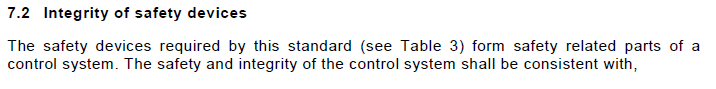 7.2 Integrity of safety devices
The safety devices required by this standard (see Table 3) form safety related parts of a
control system. The safety and integrity of the control system shall be consistent with,